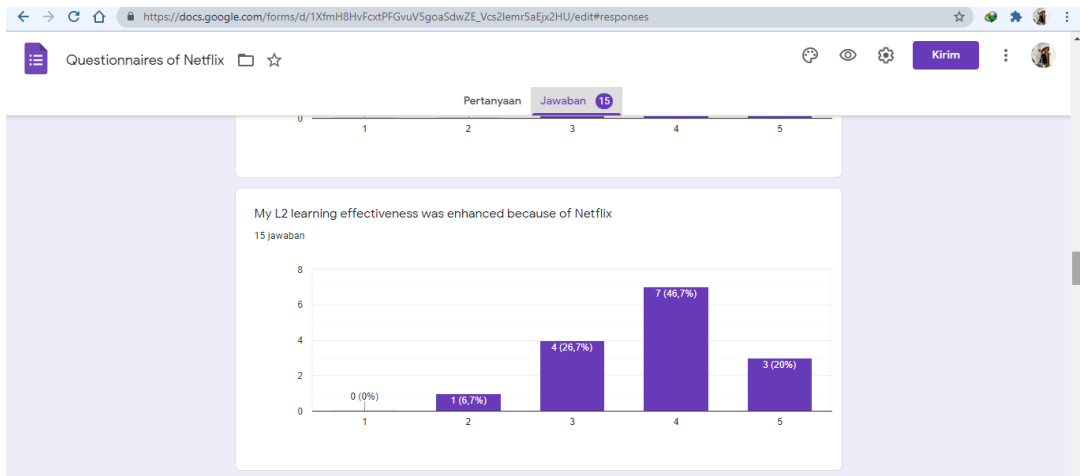 https://docs.google.com/forms/d/1XfmH8HvFcxtPFGvuV5goaSdwZE_Vcs2Iemr5aEjx2HU/edit#responses
Questionnaires of Netflix
Kirim
Pertanyaan
Jawaban 15
0
1 2 3 4 5
My L2 learning effectiveness was enhanced because of Netflix
15 jawaban
8
6
4
2
0
0 (0%)
1 (6,7%)
4 (26,7%)
7 (46,7%)
3 (20%)
1 2 3 4 5